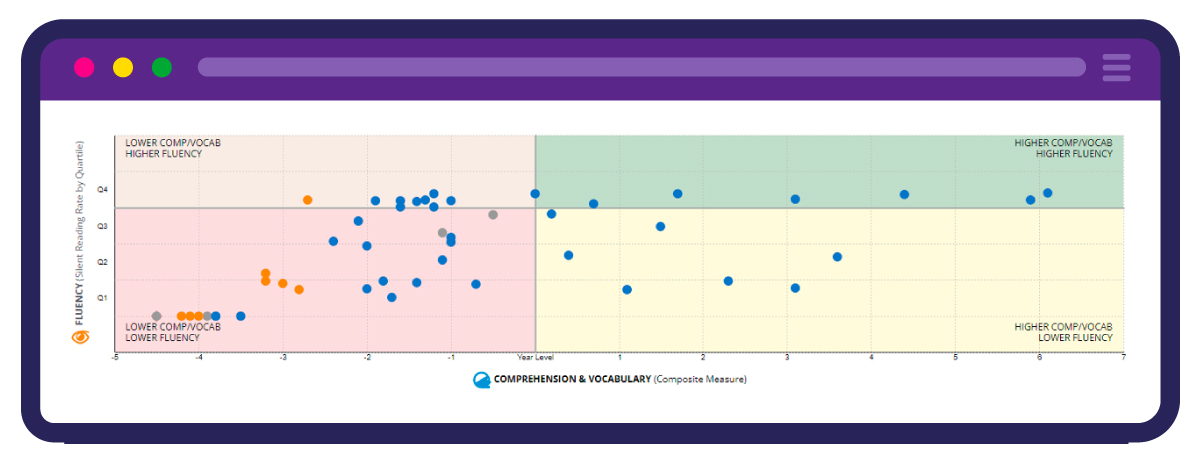 LOWER COMP/VOCAB
HIGHER FLUENCY
HIGHER COMP/VOCAB
HIGHER FLUENCY
FLUENCY (Silent Reading Rate by Quartile)
Q4
Q3
Q2
Q1
LOWER COMP/VOCAB
LOWER FLUENCY
HIGHER COMP/VOCAB
LOWER FLUENCY
-5 -4 -3 -2 -1 Year Level 1 2 3 4 5 6 7
COMPREHENSION & VOCABULARY (Composite Measure)